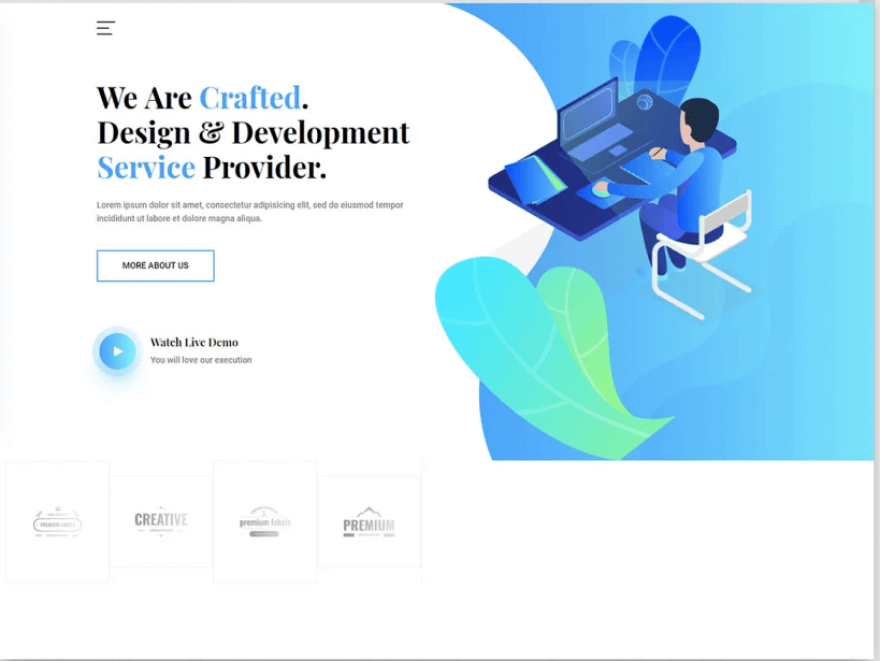 We Are Crafted.
Design & Development
Service Provider.
Lorem ipsum dolor sit amet, consectetur adipisicing elit, sed do eiusmod tempor
incididunt ut labore et dolore magna aliqua.
MORE ABOUT US
Watch Live Demo
You will love our execution
PREMIUM LABELS
CREATIVE
premium labels
PREMIUM